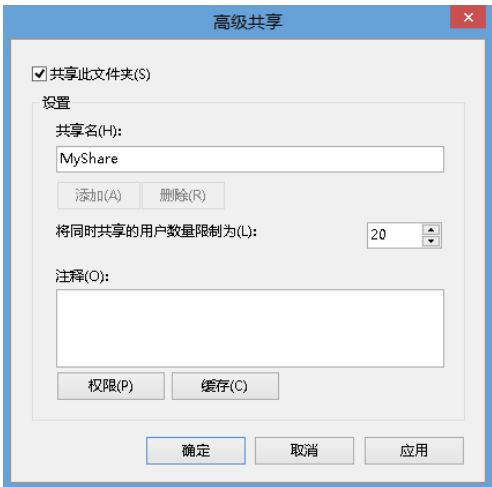 高级共享
共享此文件夹(S)
设置
共享名(H):
MyShare
添加(A) 删除(R)
将同时共享的用户数量限制为(L): 20
注释(O):
权限(P) 缓存(C)
确定 取消 应用